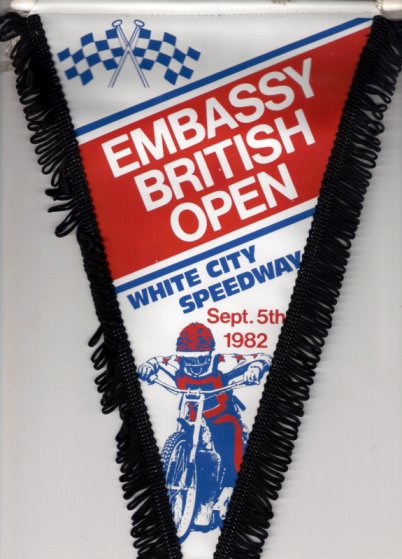 EMBASSY
BRITISH
OPEN
WHITE CITY
SPEEDWAY
Sept. 5th
1982